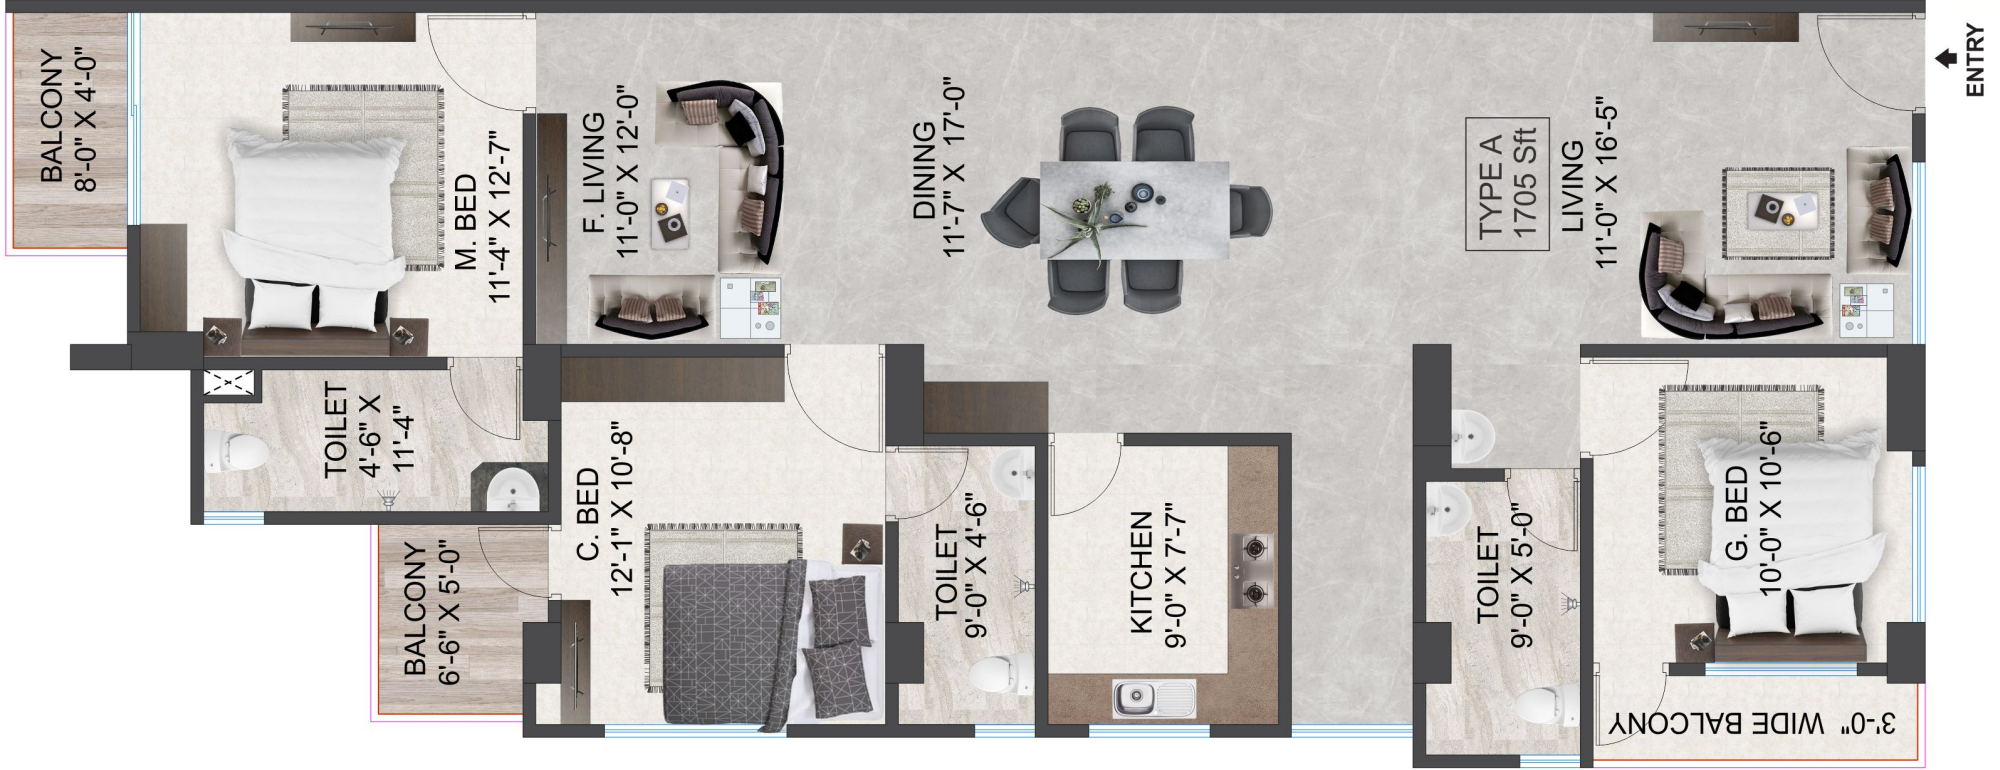 BALCONY
8'-0" X 4'-0"
M. BED
11'-4" X 12'-7"
F. LIVING
11'-0" X 12'-0"
DINING
11'-7" X 17'-0"
TYPE A
1705 Sft
LIVING
11'-0" X 16'-5"
ENTRY
TOILET
4'-6" X
11'-4"
BALCONY
6'-6" X 5'-0"
C. BED
12'-1" X 10'-8"
TOILET
9'-0" X 4'-6"
KITCHEN
9'-0" X 7'-7"
TOILET
9'-0" X 5'-0"
G. BED
10'-0" X 10'-6"
3'-0" WIDE BALCONY